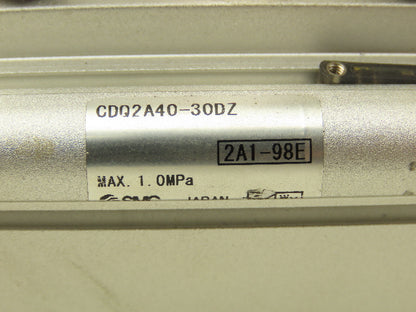 CDQ2A40-30DZ
2A1-98E
MAX. 1.0MPa
SMC JAPAN